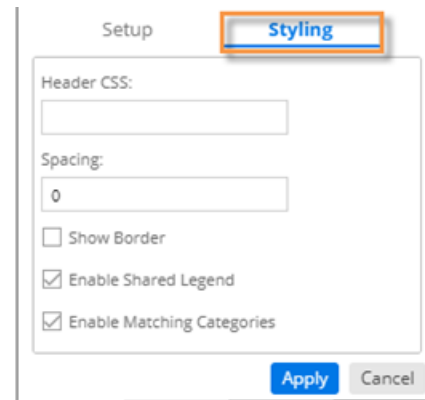 Setup Styling
Header CSS:
Spacing:
0
Show Border
Enable Shared Legend
Enable Matching Categories
Apply Cancel